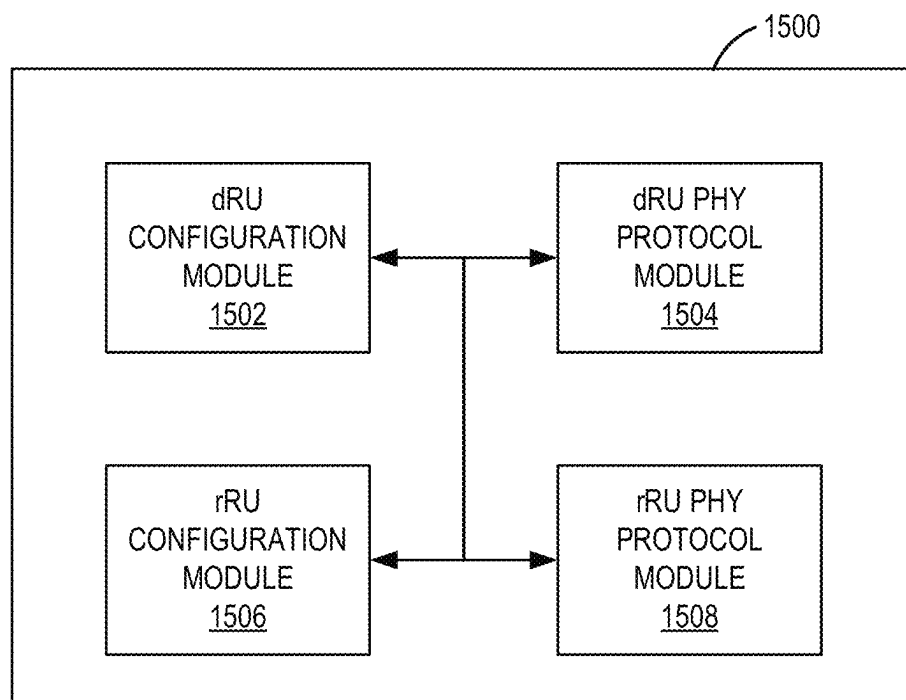 1500
dRU
CONFIGURATION
MODULE
1502
dRU PHY
PROTOCOL
MODULE
1504
rRU
CONFIGURATION
MODULE
1506
rRU PHY
PROTOCOL
MODULE
1508